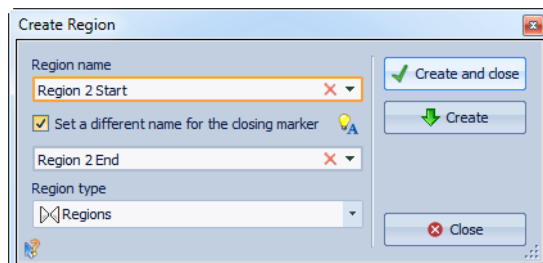 Create Region
Region name
Region 2 Start
Set a different name for the closing marker
A
Region 2 End
Region type
Regions
Create and close
Create
Close